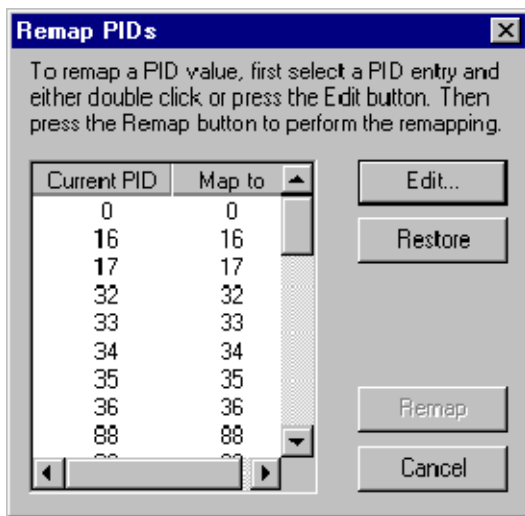 Remap PIDs
To remap a PID value, first select a PID entry and
either double click or press the Edit button. Then
press the Remap button to perform the remapping.
Current PID Map to
0 0
16 16
17 17
32 32
33 33
34 34
35 35
36 36
88 88
Edit...
Restore
Remap
Cancel